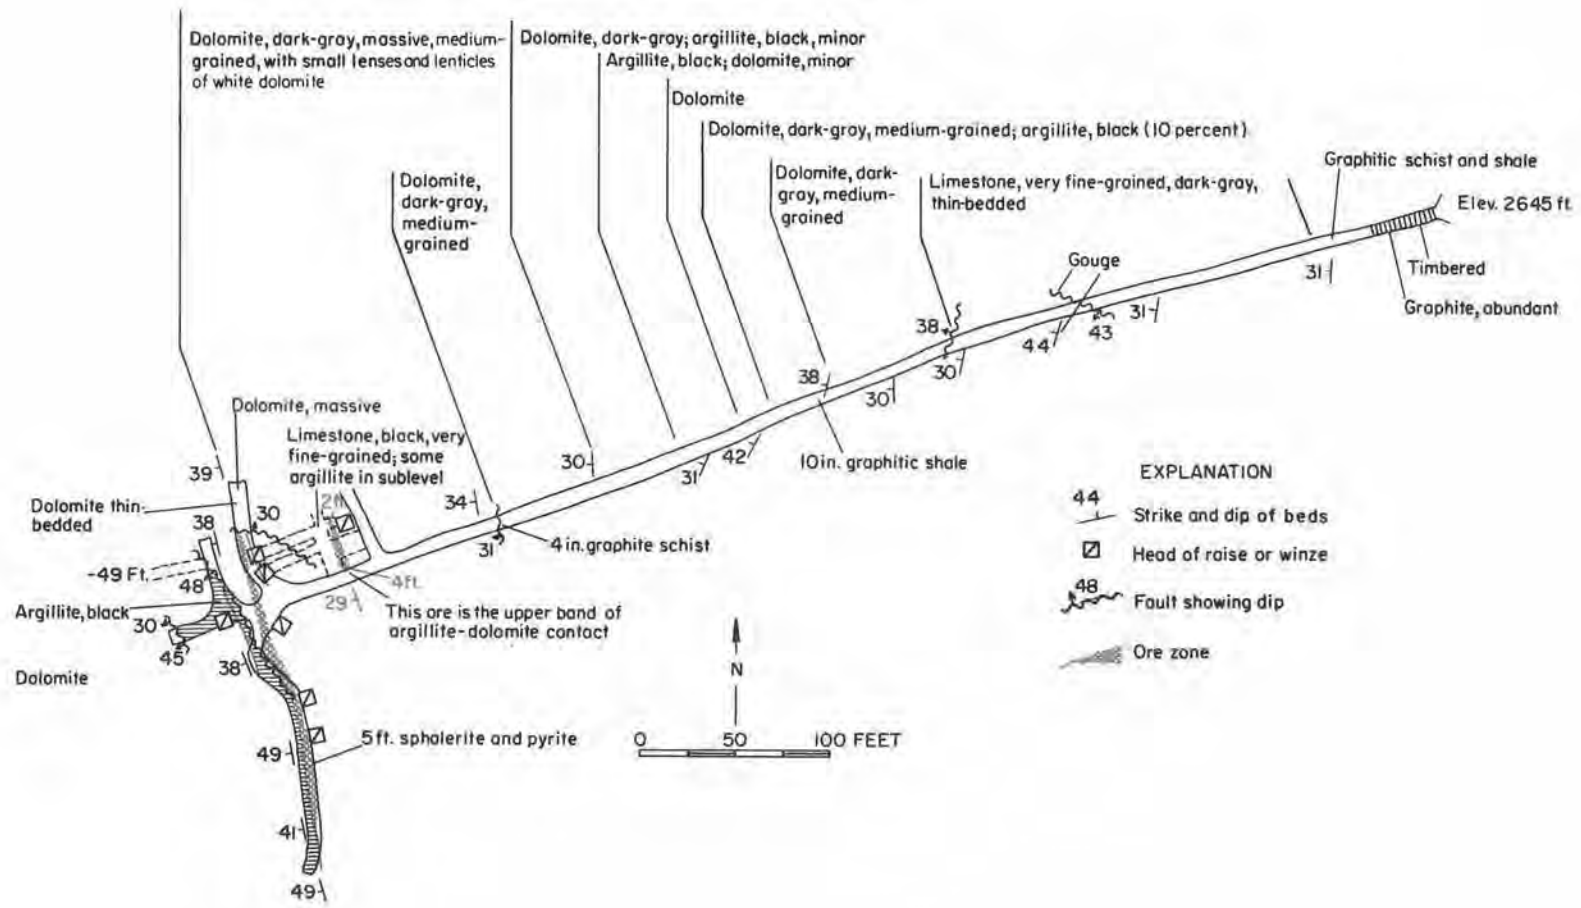 Dolomite, dark-gray, massive, medium-
grained, with small lenses and lenticles
of white dolomite
Dolomite, dark-gray; argillite, black, minor
Argillite, black; dolomite, minor
Dolomite
Dolomite, dark-gray, medium-grained; argillite, black (10 percent)
Dolomite,
dark-gray,
medium-
grained
Dolomite, dark-
gray, medium-
grained
Limestone, very fine-grained, dark-gray,
thin-bedded
Graphitic schist and shale
Elev. 2645 ft.
Timbered
Graphite, abundant
Gouge
31
31
43
44
38
30
30
38
10 in. graphitic shale
42
31
30
34
31
4 in. graphite schist
Dolomite, massive
Limestone, black, very
fine-grained; some
argillite in sublevel
39
Dolomite thin-
bedded
38
30
2ft.
-49 Ft.
48
4ft.
29
This ore is the upper band of
argillite-dolomite contact
Argillite, black
30
45
38
Dolomite
5 ft. sphalerite and pyrite
49
41
49
N
0 50 100 FEET
EXPLANATION
44
Strike and dip of beds
Head of raise or winze
48
Fault showing dip
Ore zone